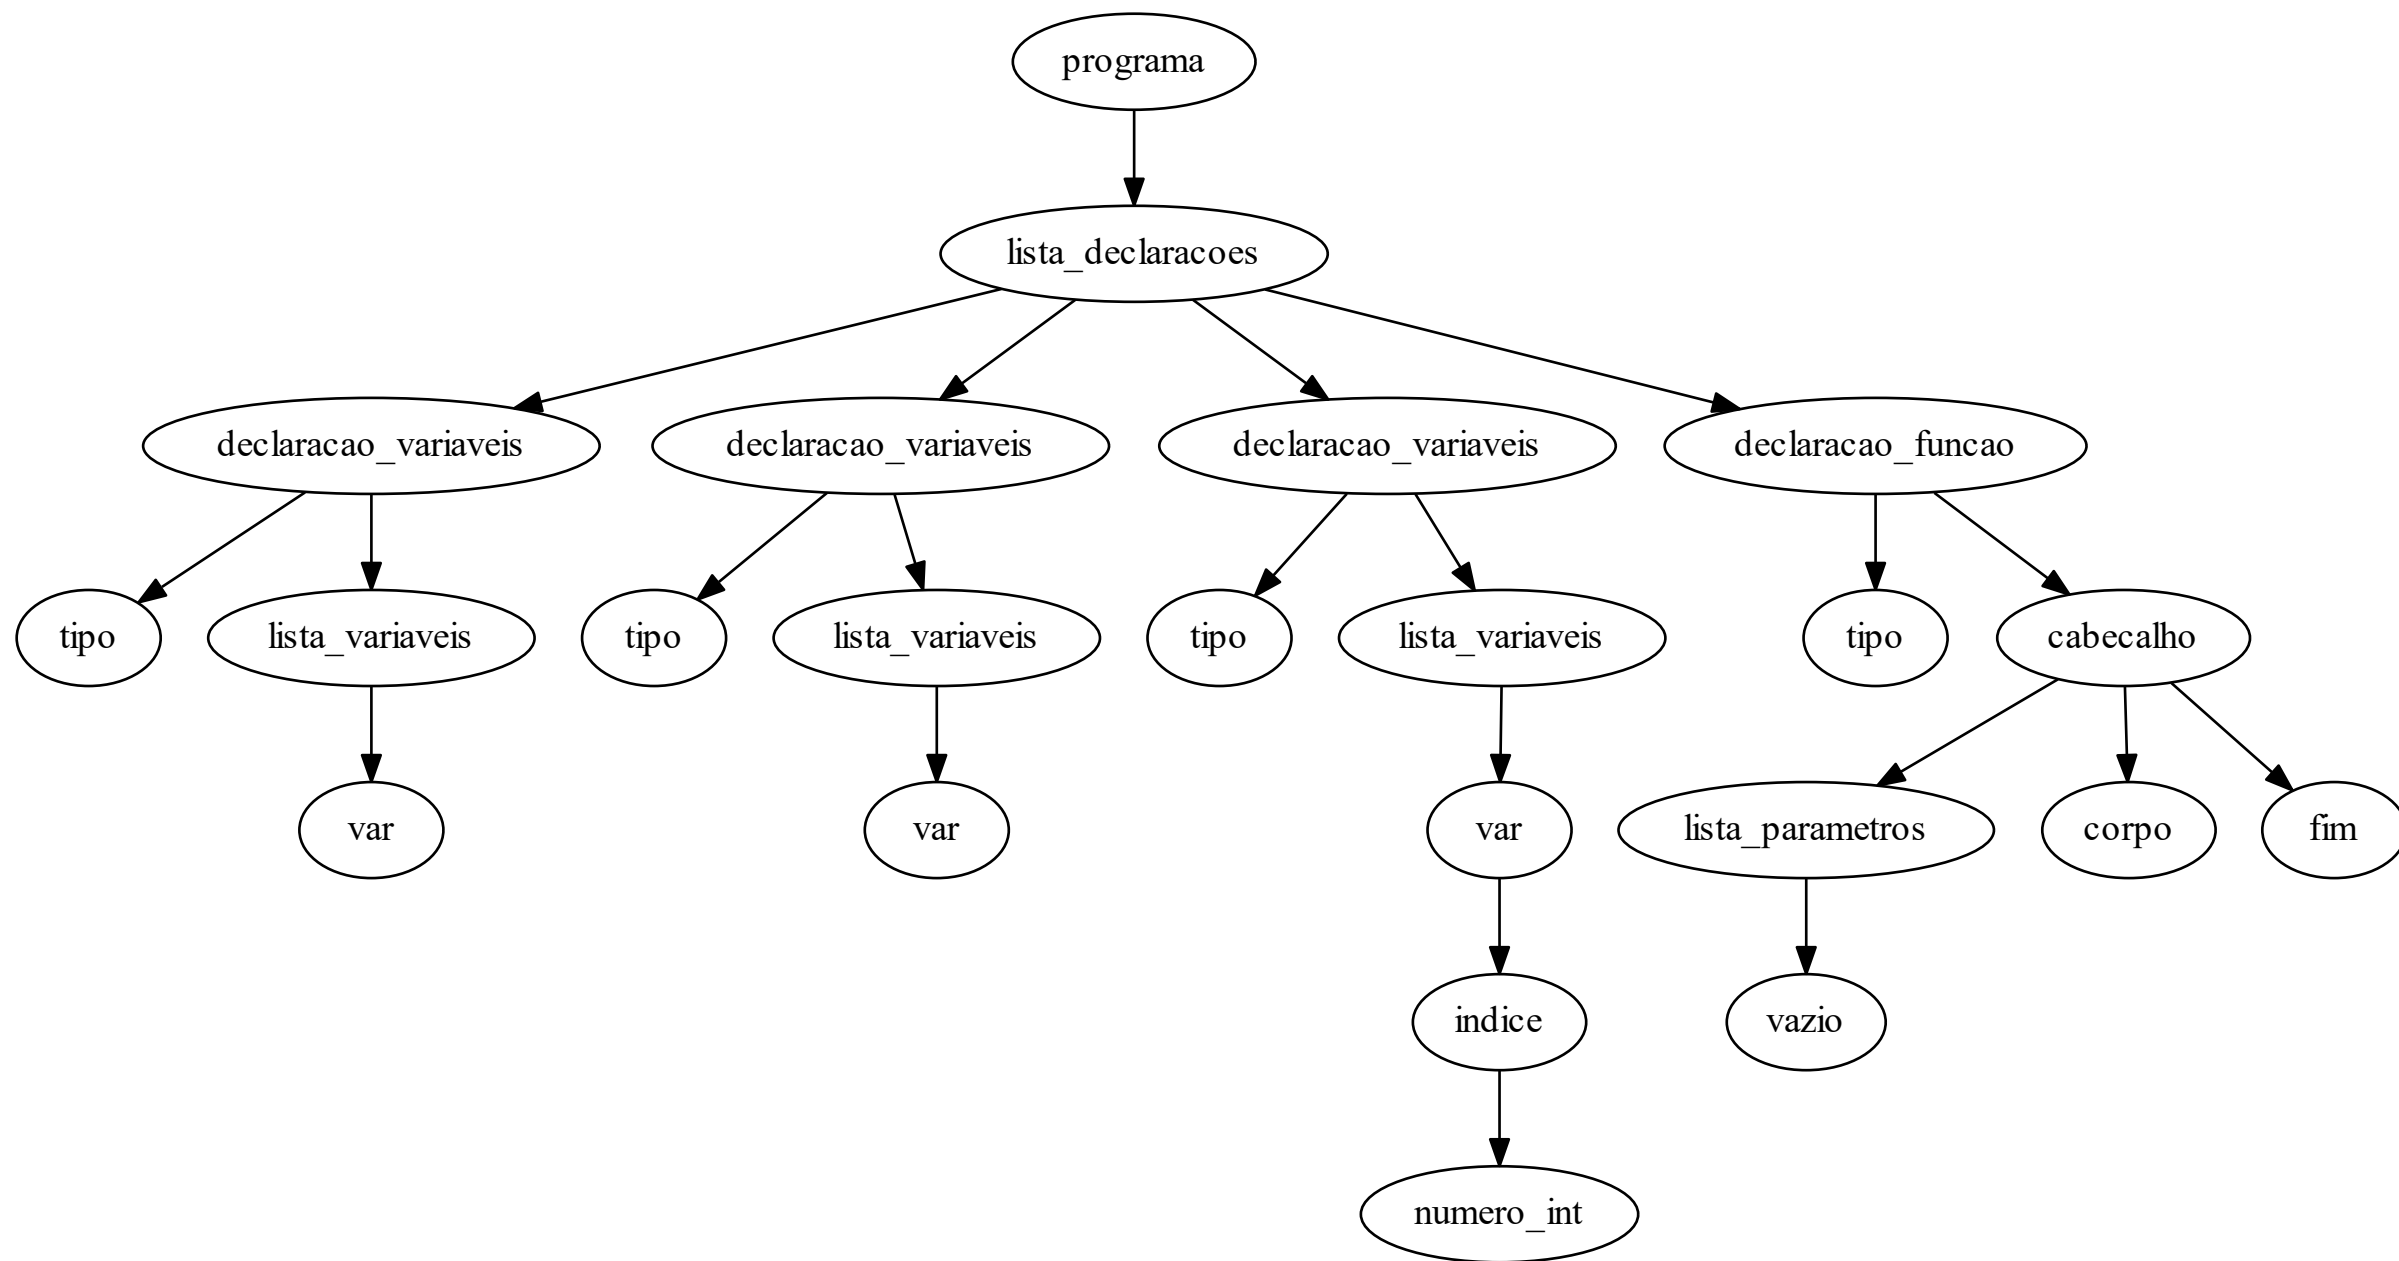 programa
lista_declaracoes
declaracao_variaveis
declaracao_variaveis
declaracao_variaveis
declaracao_funcao
tipo
lista_variaveis
tipo
lista_variaveis
tipo
lista_variaveis
tipo
cabecalho
var
var
var
lista_parametros
corpo
fim
indice
vazio
numero_int